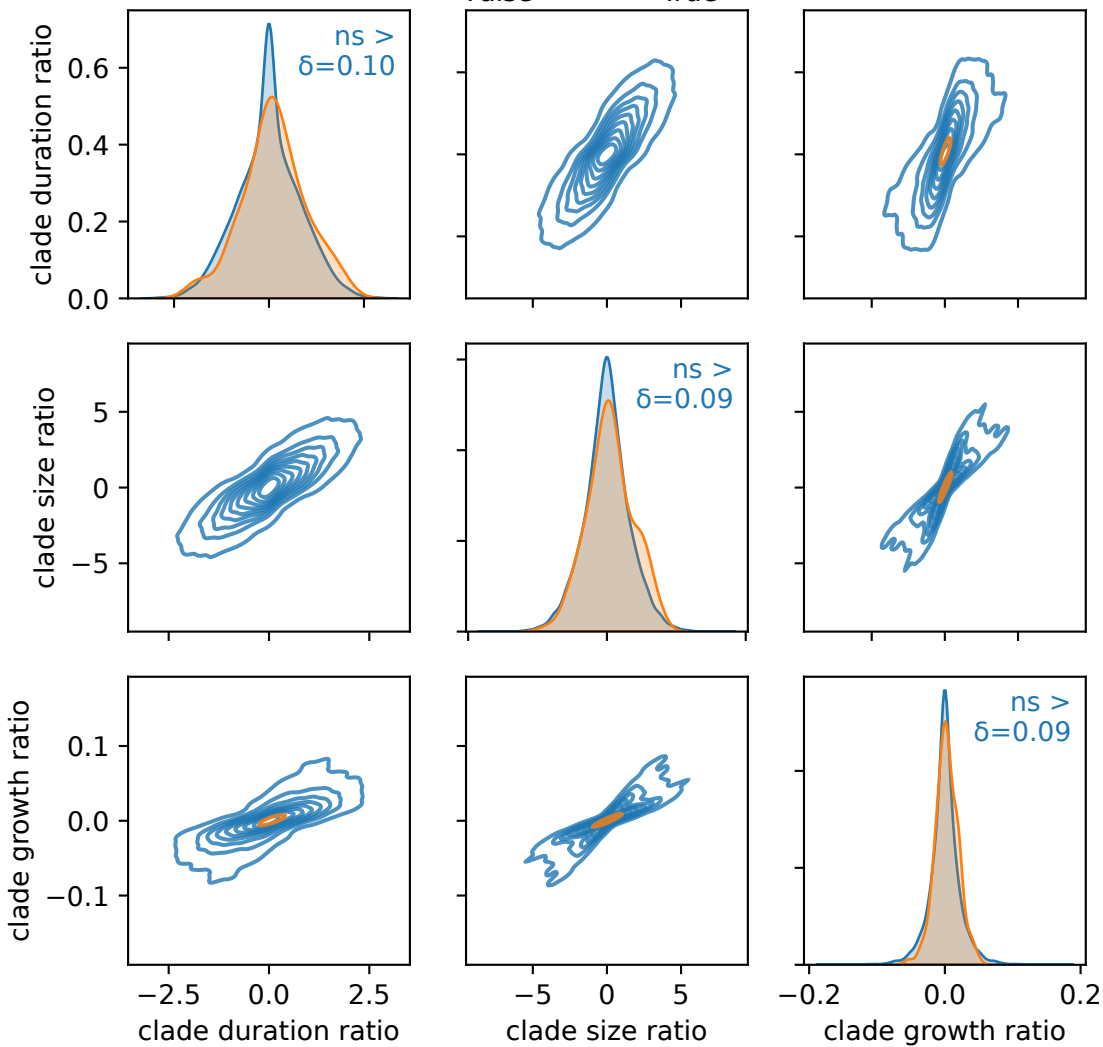 clade duration ratio
0.6
0.4
0.2
0.0
ns >
δ=0.10
clade size ratio
5
0
−5
ns >
δ=0.09
clade growth ratio
0.1
0.0
−0.1
ns >
δ=0.09
−2.5
0.0
2.5
−5
0
5
−0.2
0.0
0.2
clade duration ratio
clade size ratio
clade growth ratio